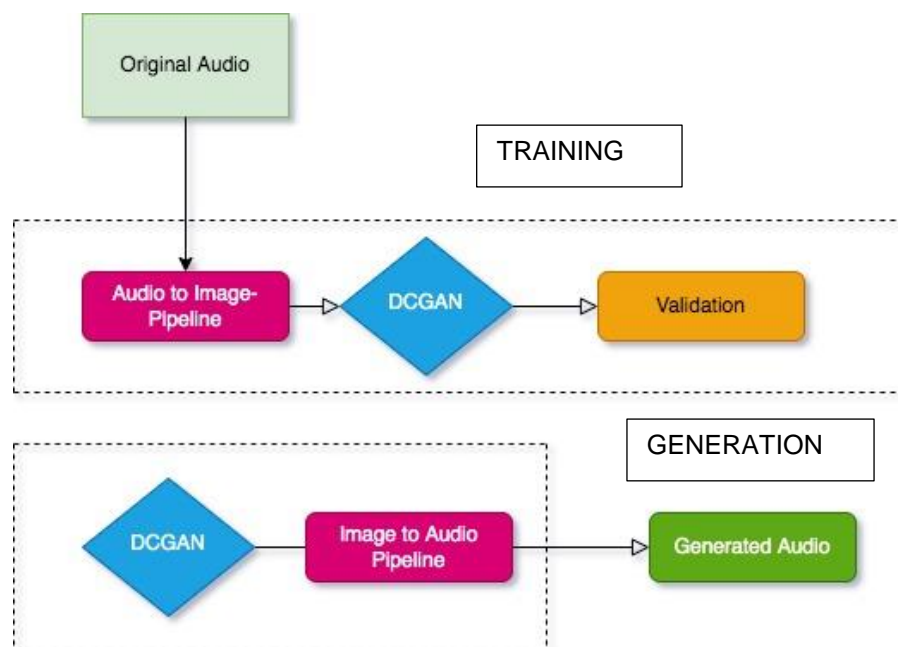 Original Audio
TRAINING
Audio to Image-
Pipeline
DCGAN
Validation
GENERATION
DCGAN
Image to Audio
Pipeline
Generated Audio